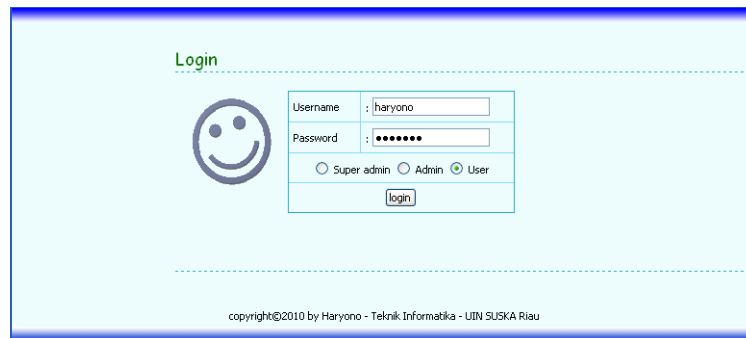 Login
Username : haryono
Password : •••••••
Super admin Admin User
login
copyright©2010 by Haryono - Teknik Informatika - UIN SUSKA Riau